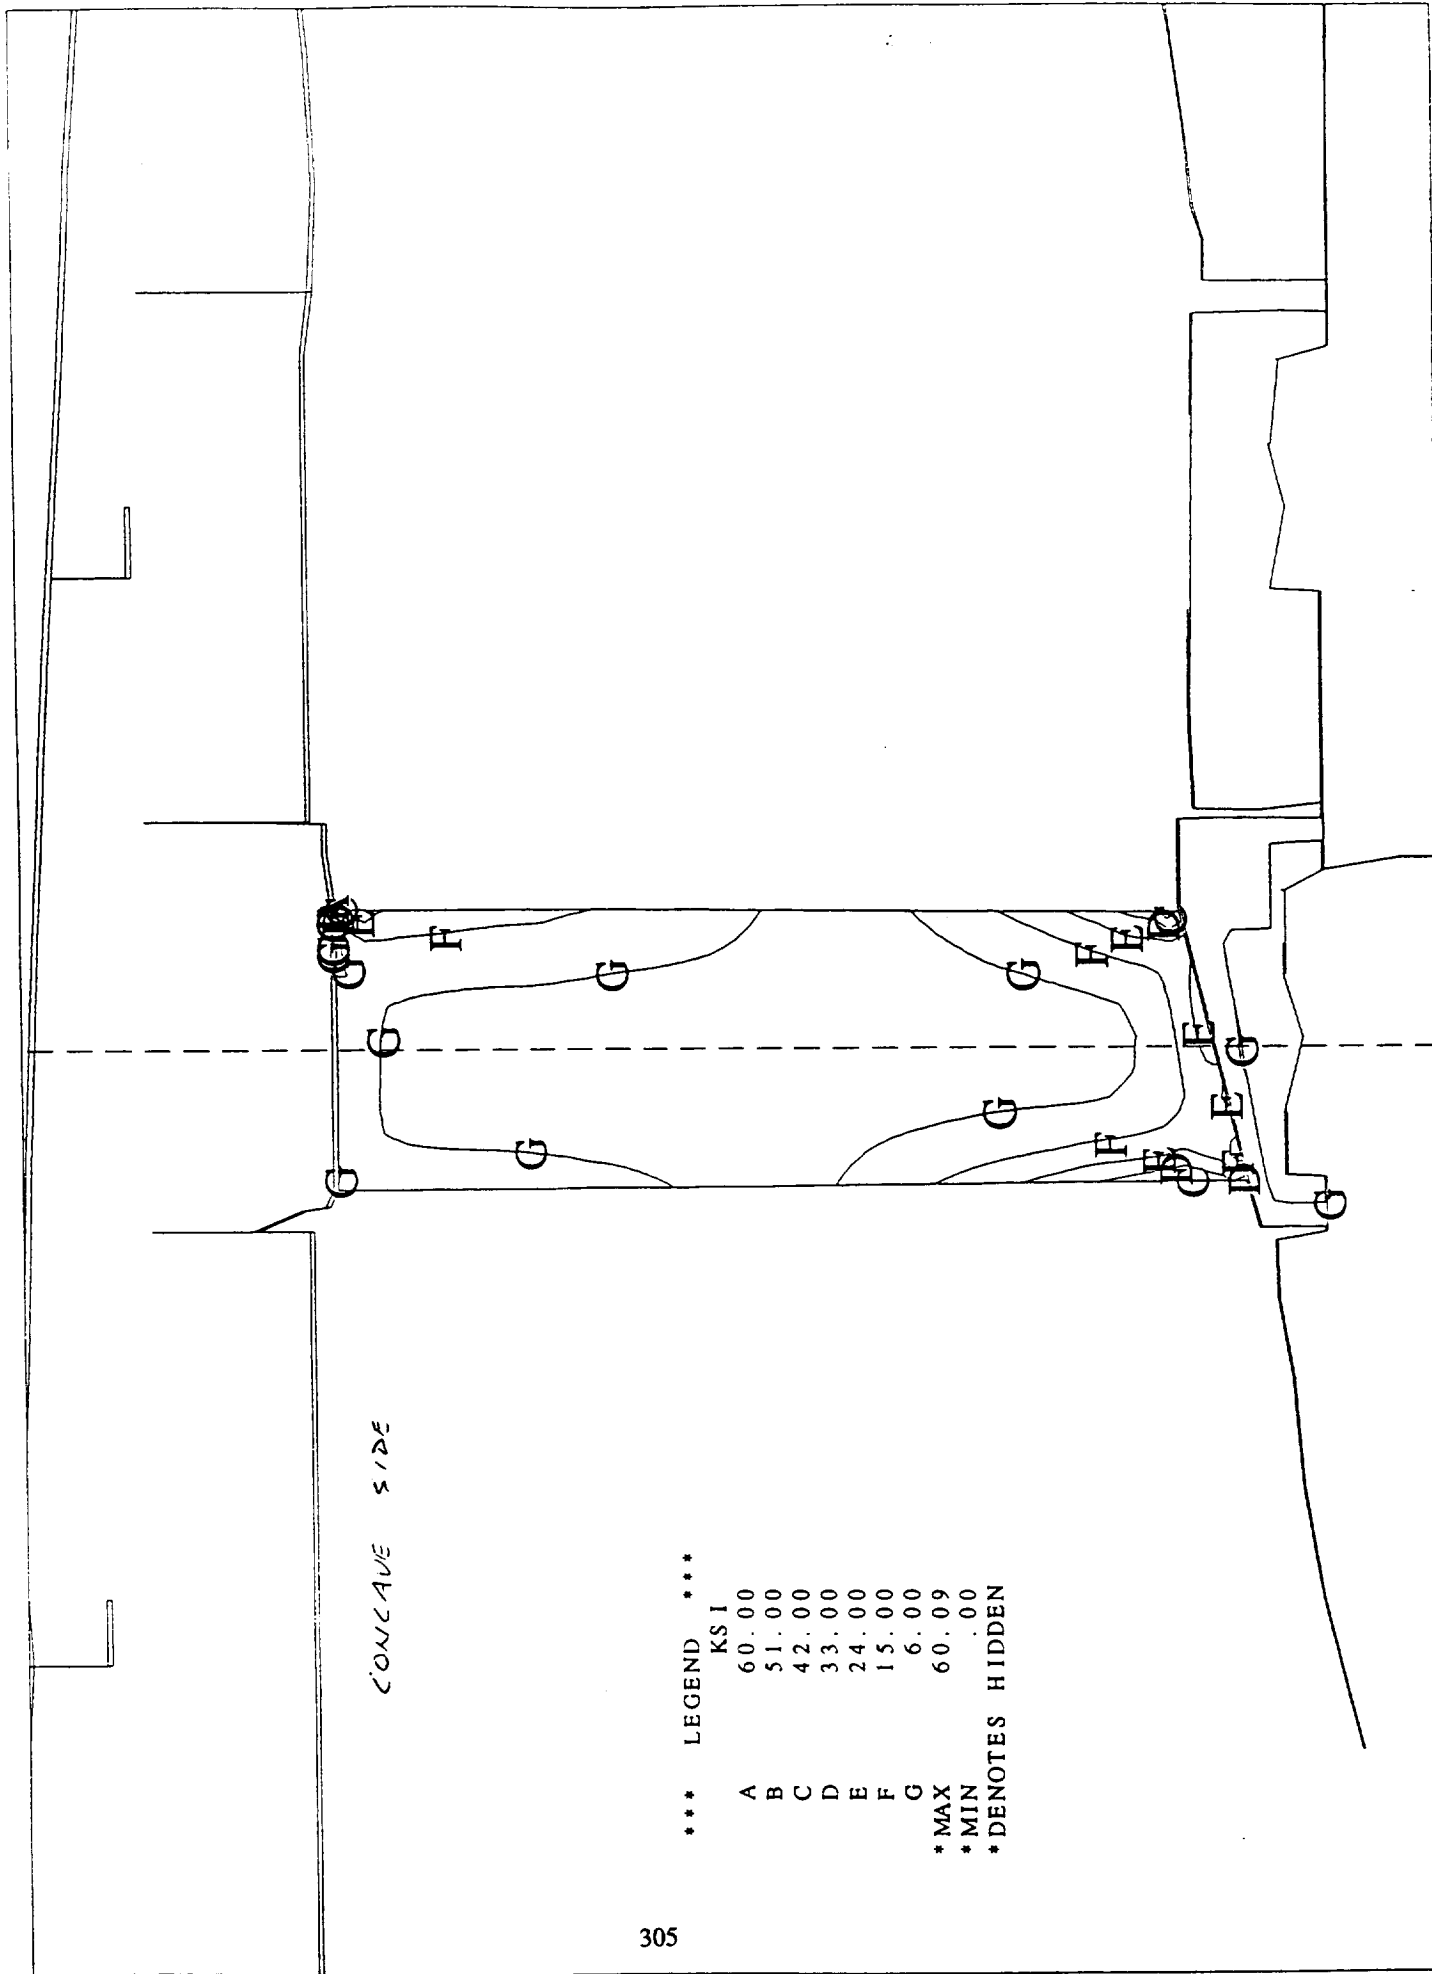 CONCAVE SIDE
*** LEGEND ***
KSI
A 60.00
B 51.00
C 42.00
D 33.00
E 24.00
F 15.00
G 6.00
*MAX 60.09
*MIN .00
*DENOTES HIDDEN
A
E
F
G
G
G
G
G
G
G
G
F
E
F
E
E
G
F
E
D
C
D
G
305